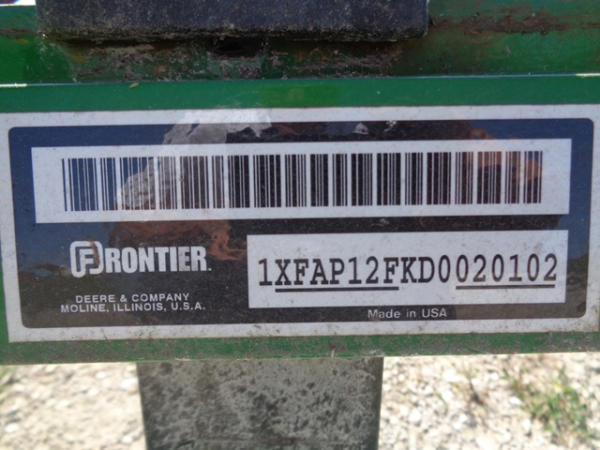 FRONTIER
DEERE & COMPANY
MOLINE, ILLINOIS, U.S.A.
1XFAP12FKD0020102
Made in USA